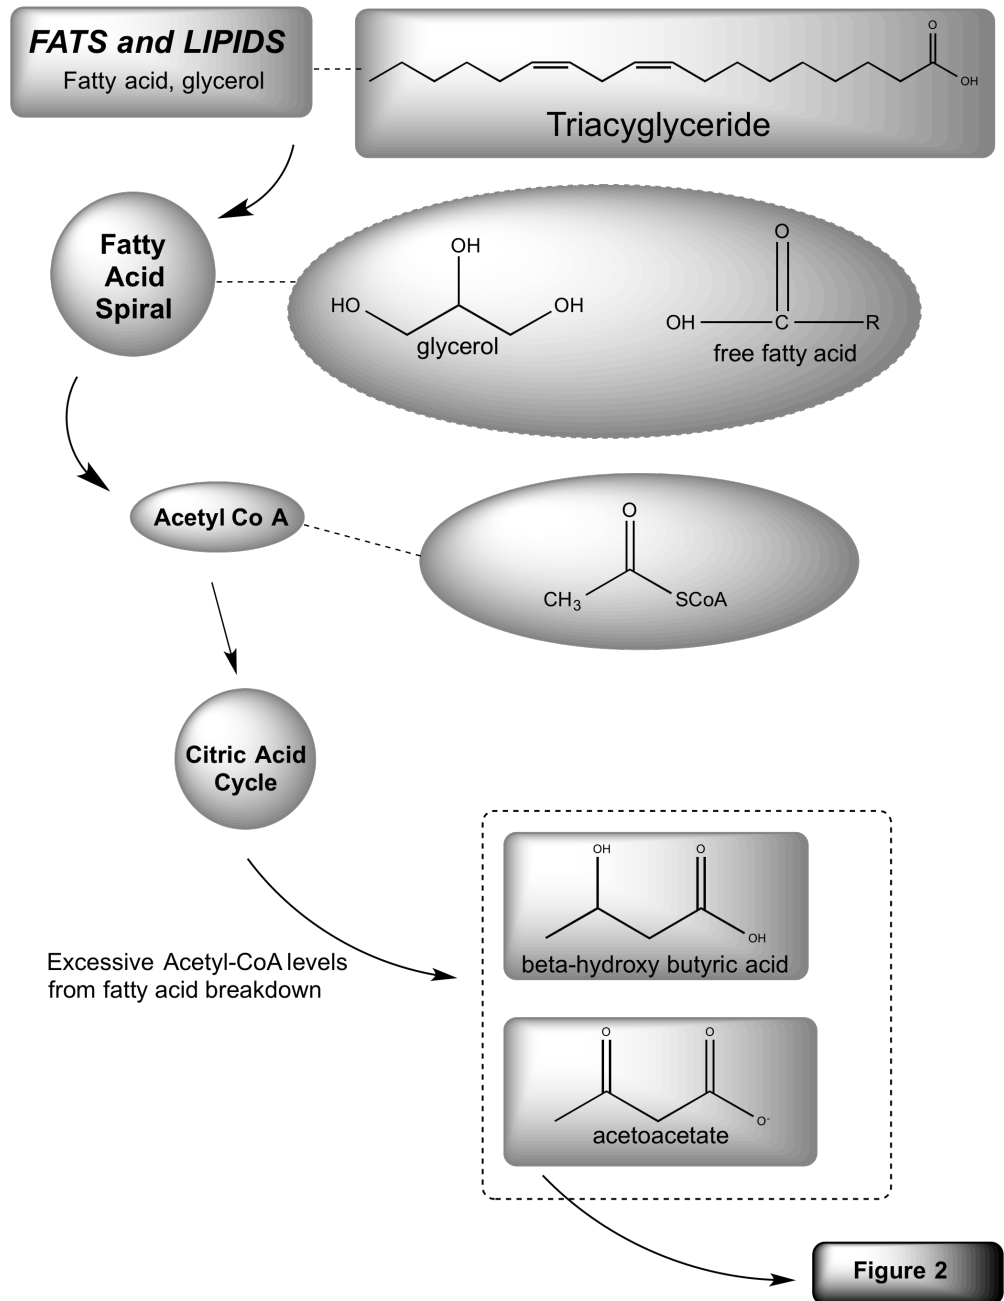 FATS and LIPIDS
Fatty acid, glycerol
O
OH
Triacyglyceride
Fatty
Acid
Spiral
OH
HO
OH
glycerol
O
OH
C
R
free fatty acid
Acetyl Co A
O
CH3
SCoA
Citric Acid
Cycle
OH
O
OH
beta-hydroxy butyric acid
Excessive Acetyl-CoA levels
from fatty acid breakdown
O
O
O-
acetoacetate
Figure 2